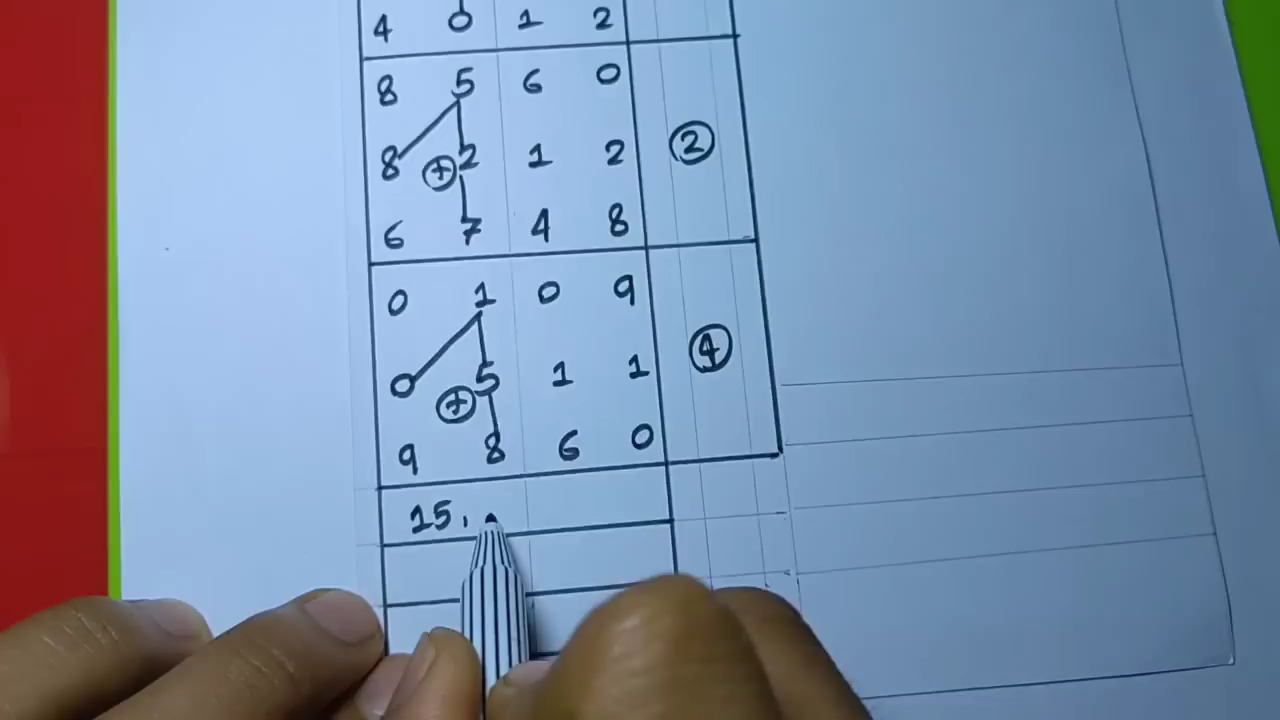 4 0 1 2
8 5 6 0
8 + 2 1 2 2
6 7 4 8
0 1 0 9
0 + 5 1 1 4
9 8 6 0
15.